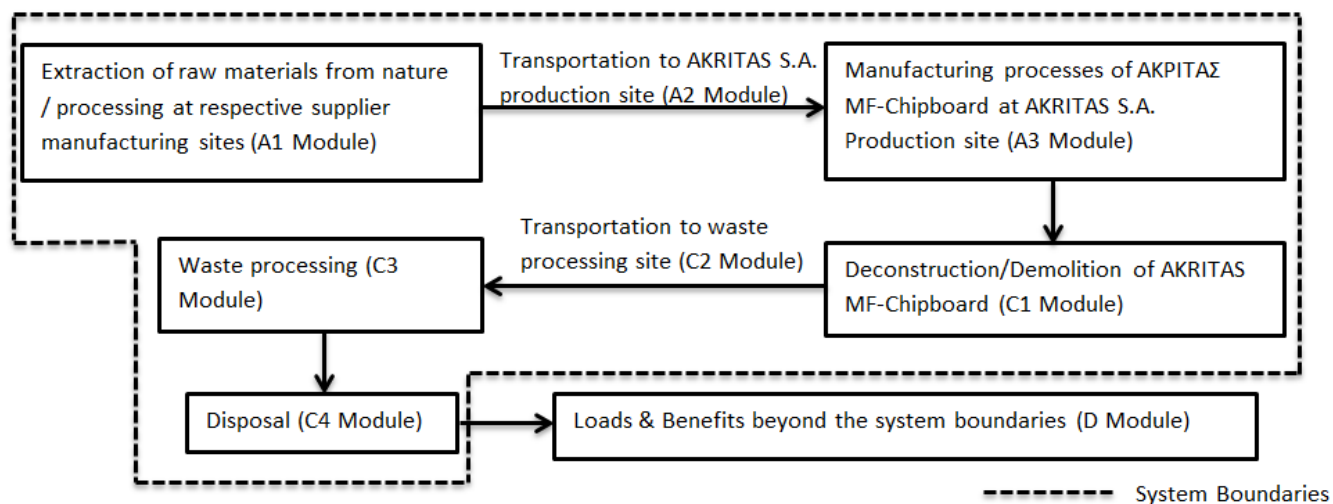 Extraction of raw materials from nature
/ processing at respective supplier
manufacturing sites (A1 Module)
Transportation to AKRITAS S.A.
production site (A2 Module)
Manufacturing processes of ΑΚΡΙΤΑΣ
MF-Chipboard at AKRITAS S.A.
Production site (A3 Module)
Deconstruction/Demolition of AKRITAS
MF-Chipboard (C1 Module)
Transportation to waste
processing site (C2 Module)
Waste processing (C3
Module)
Disposal (C4 Module)
Loads & Benefits beyond the system boundaries (D Module)
System Boundaries